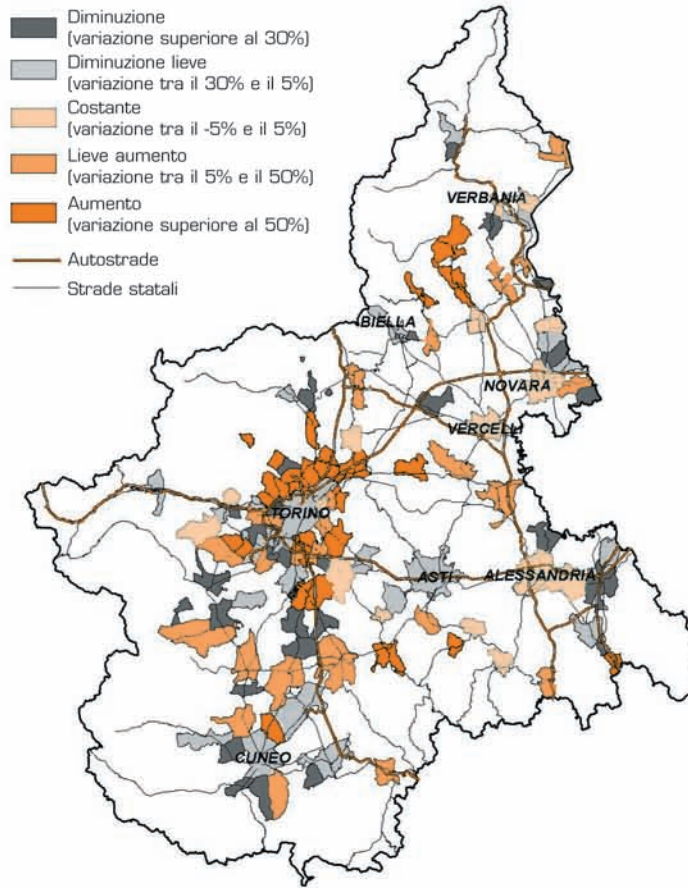 Diminuzione
(variazione superiore al 30%)
Diminuzione lieve
(variazione tra il 30% e il 5%)
Costante
(variazione tra il -5% e il 5%)
Lieve aumento
(variazione tra il 5% e il 50%)
Aumento
(variazione superiore al 50%)
Autostrade
Strade statali
VERBANIA
BIELLA
NOVARA
VERCELLI
TORINO
ASTI
ALESSANDRIA
CUNEO